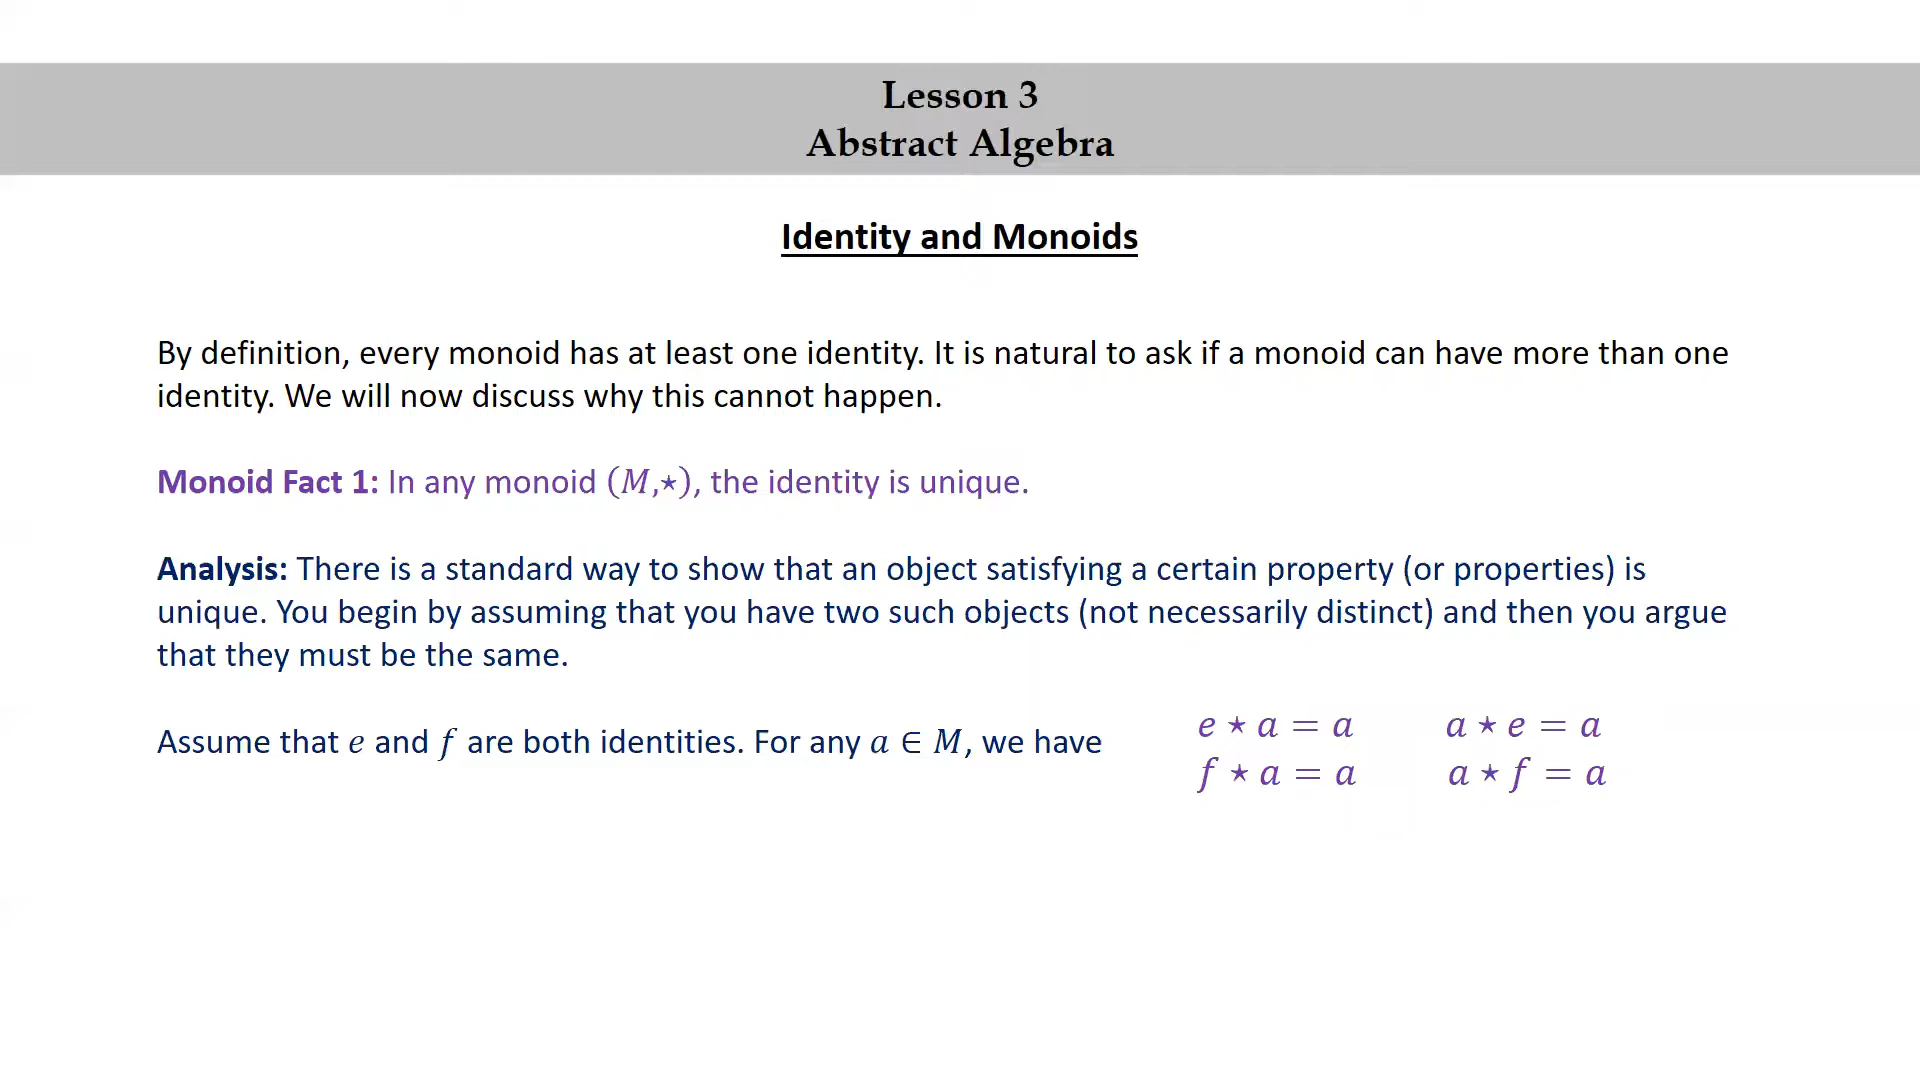 Lesson 3
Abstract Algebra
Identity and Monoids
By definition, every monoid has at least one identity. It is natural to ask if a monoid can have more than one
identity. We will now discuss why this cannot happen.
Monoid Fact 1: In any monoid (𝑀,⋆), the identity is unique.
Analysis: There is a standard way to show that an object satisfying a certain property (or properties) is
unique. You begin by assuming that you have two such objects (not necessarily distinct) and then you argue
that they must be the same.
Assume that 𝑒 and 𝑓 are both identities. For any 𝑎 ∈ 𝑀, we have
𝑒 ⋆ 𝑎 = 𝑎 𝑎 ⋆ 𝑒 = 𝑎
𝑓 ⋆ 𝑎 = 𝑎 𝑎 ⋆ 𝑓 = 𝑎